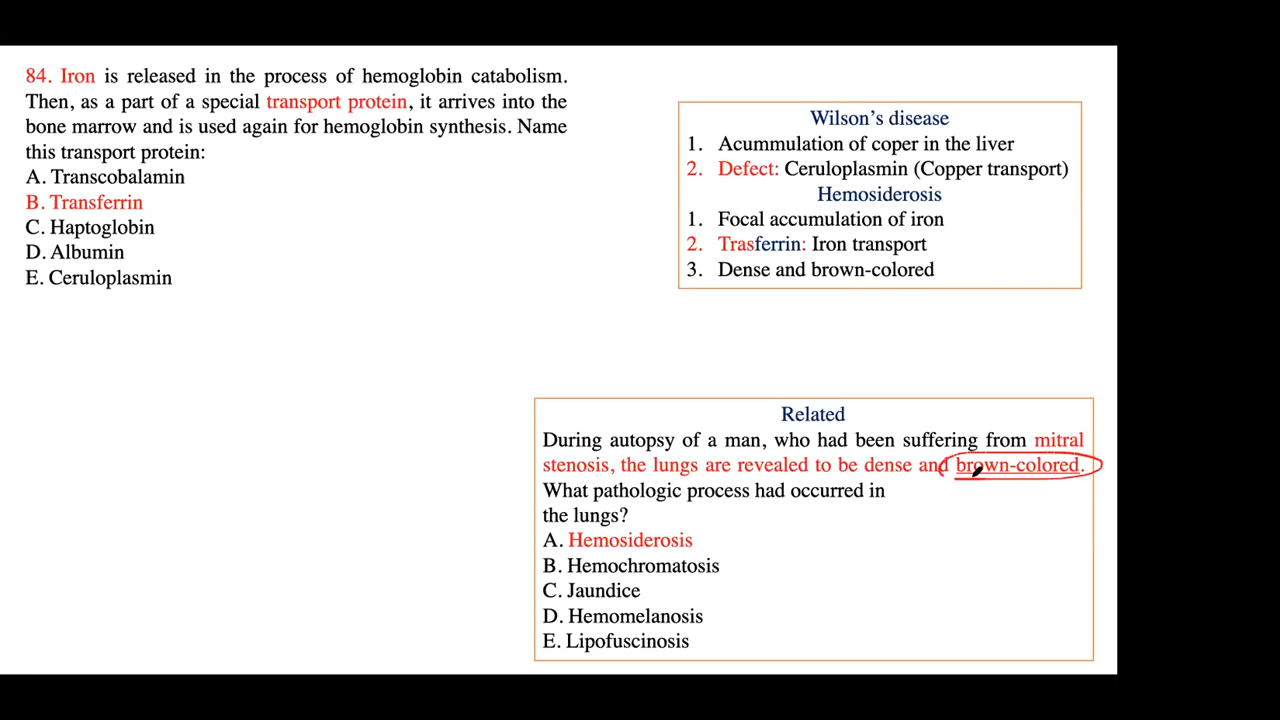 84. Iron is released in the process of hemoglobin catabolism.
Then, as a part of a special transport protein, it arrives into the
bone marrow and is used again for hemoglobin synthesis. Name
this transport protein:
A. Transcobalamin
B. Transferrin
C. Haptoglobin
D. Albumin
E. Ceruloplasmin
Wilson's disease
1. Acummulation of coper in the liver
2. Defect: Ceruloplasmin (Copper transport)
Hemosiderosis
1. Focal accumulation of iron
2. Trasferrin: Iron transport
3. Dense and brown-colored
Related
During autopsy of a man, who had been suffering from mitral
stenosis, the lungs are revealed to be dense and brown-colored.
What pathologic process had occurred in
the lungs?
A. Hemosiderosis
B. Hemochromatosis
C. Jaundice
D. Hemomelanosis
E. Lipofuscinosis